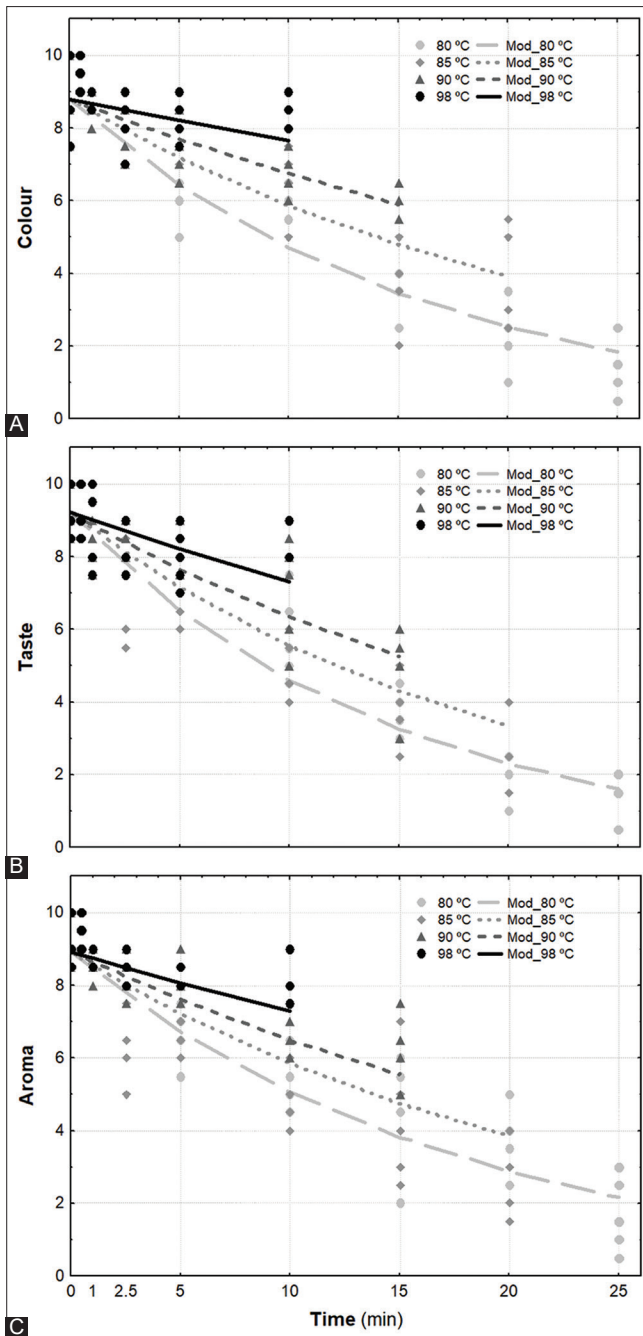 80 ºC Mod_80 ºC
85 ºC Mod_85 ºC
90 ºC Mod_90 ºC
98 ºC Mod_98 ºC
10
8
6
4
2
0
Colour
A
80 ºC Mod_80 ºC
85 ºC Mod_85 ºC
90 ºC Mod_90 ºC
98 ºC Mod_98 ºC
10
8
6
4
2
0
Taste
B
80 ºC Mod_80 ºC
85 ºC Mod_85 ºC
90 ºC Mod_90 ºC
98 ºC Mod_98 ºC
10
8
6
4
2
0
Aroma
0 1 2.5 5 10 15 20 25
Time (min)
C